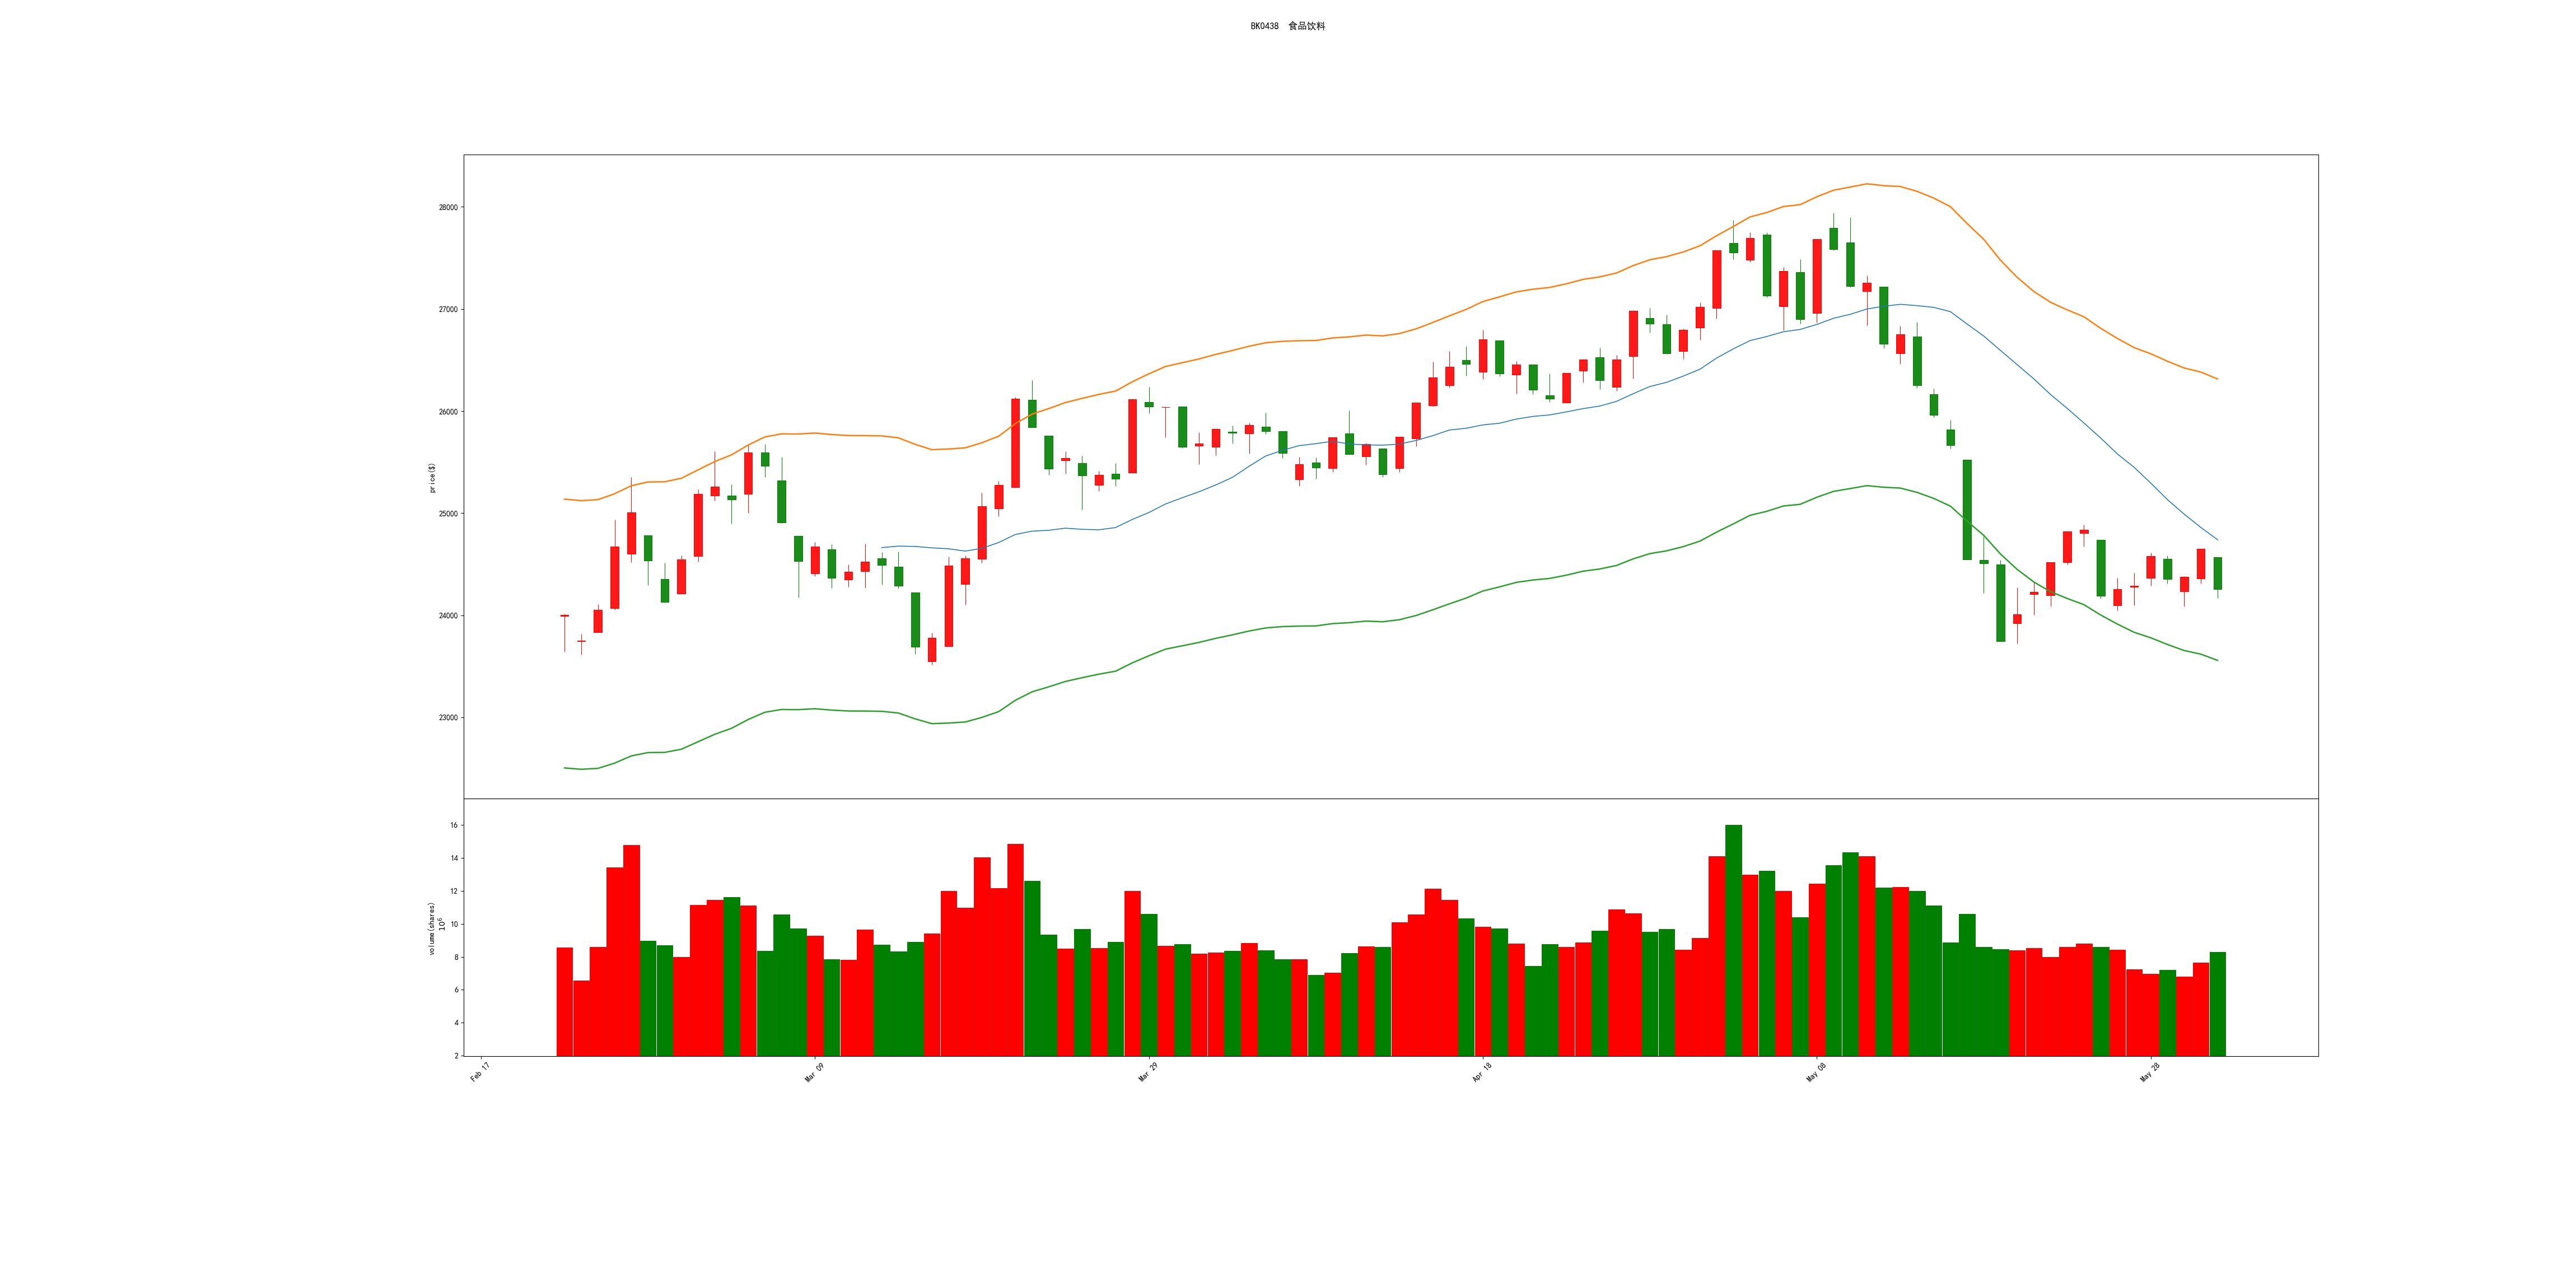 BK0438 食品饮料
28000
27000
26000
25000
24000
23000
price($)
16
14
12
10
8
6
4
2
volume(shares)
10^6
Feb 17
Mar 09
Mar 29
Apr 18
May 08
May 28